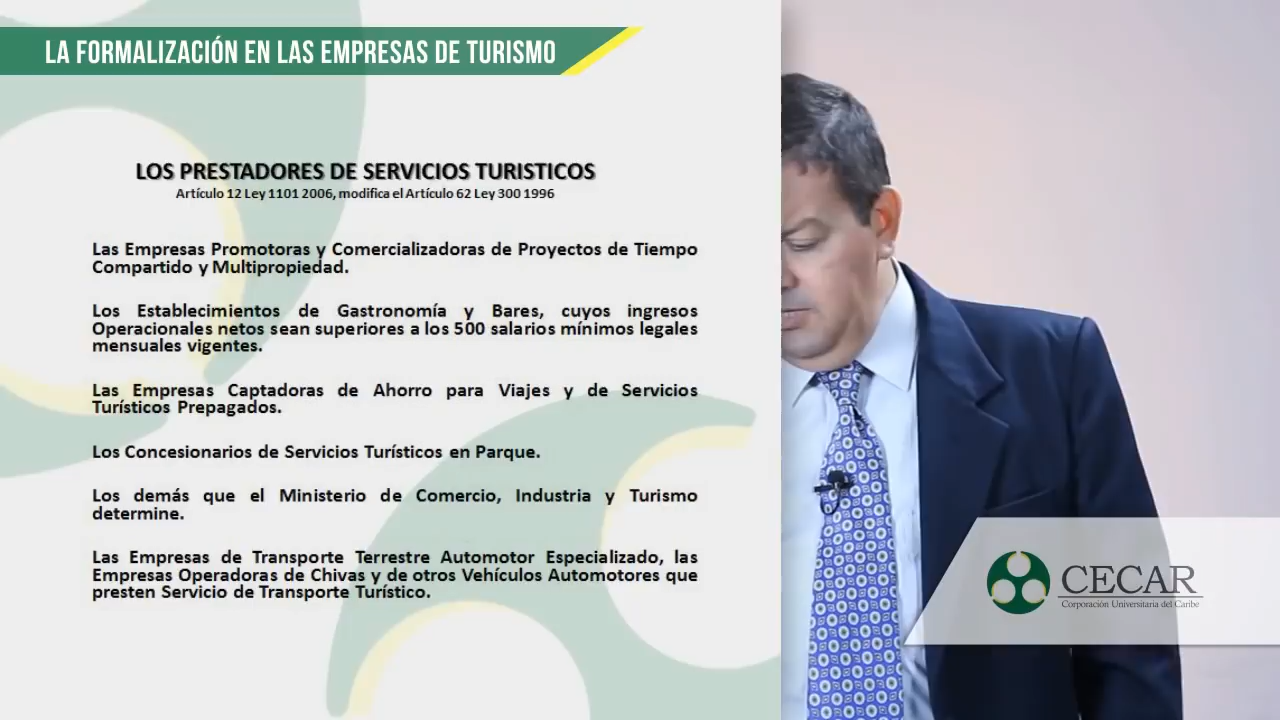 LA FORMALIZACIÓN EN LAS EMPRESAS DE TURISMO
LOS PRESTADORES DE SERVICIOS TURISTICOS
Artículo 12 Ley 1101 2006, modifica el Artículo 62 Ley 300 1996
Las Empresas Promotoras y Comercializadoras de Proyectos de Tiempo
Compartido y Multipropiedad.
Los Establecimientos de Gastronomía y Bares, cuyos ingresos
Operacionales netos sean superiores a los 500 salarios mínimos legales
mensuales vigentes.
Las Empresas Captadoras de Ahorro para Viajes y de Servicios
Turísticos Prepagados.
Los Concesionarios de Servicios Turísticos en Parque.
Los demás que el Ministerio de Comercio, Industria y Turismo
determine.
Las Empresas de Transporte Terrestre Automotor Especializado, las
Empresas Operadoras de Chivas y de otros Vehículos Automotores que
presten Servicio de Transporte Turístico.
CECAR
Corporación Universitaria del Caribe